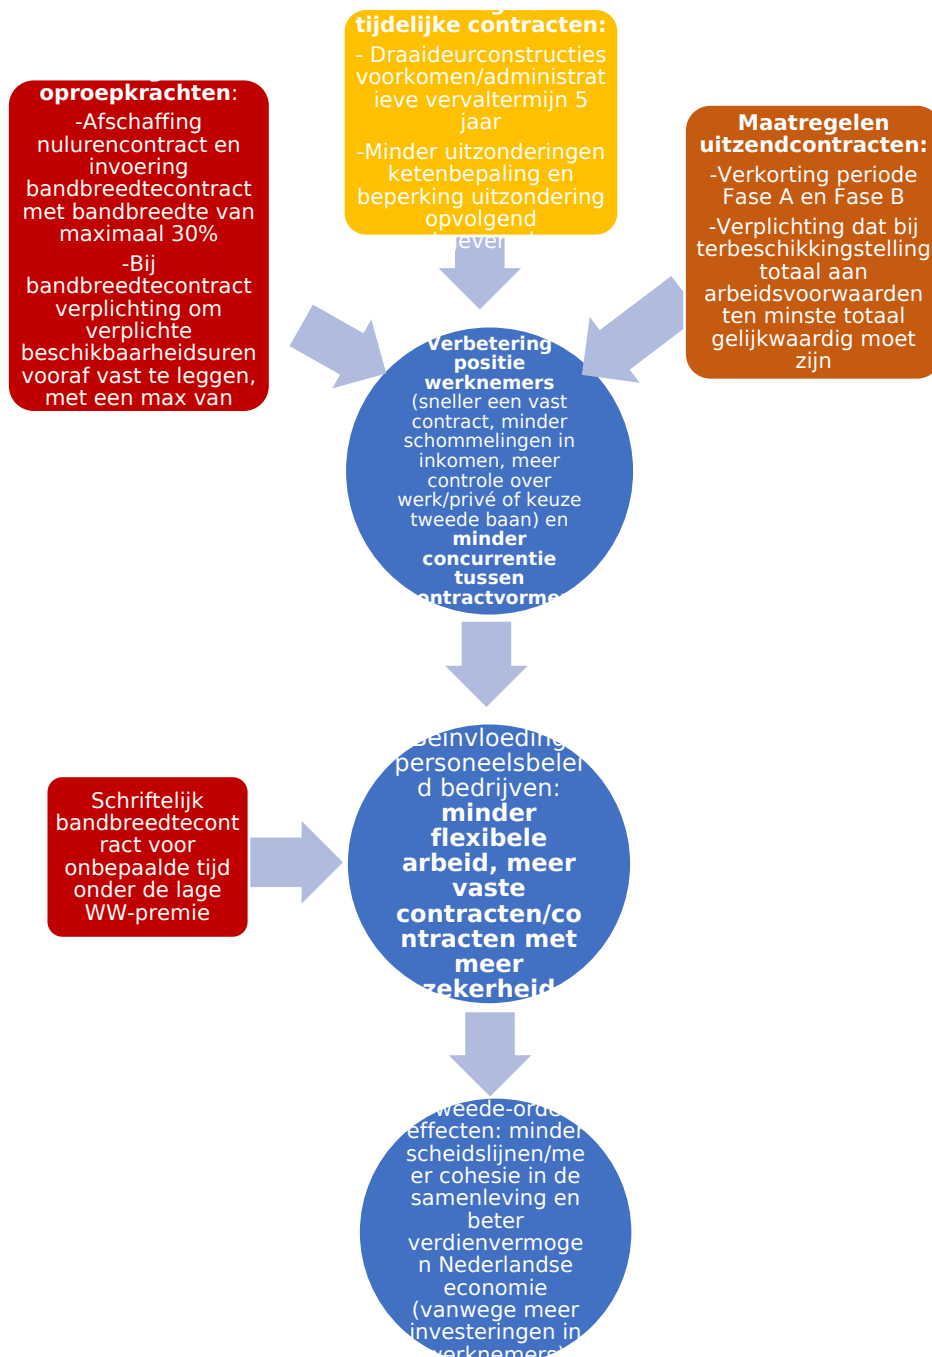 oproepkrachten:
-Afschaffing
nulurencontract en
invoering
bandbreedtecontract
met bandbreedte van
maximaal 30%
-Bij
bandbreedtecontract
verplichting om
verplichte
beschikbaarheidsuren
vooraf vast te leggen,
met een max van
tijdelijke contracten:
- Draaideurconstructies
voorkomen/administrat
ieve vervaltermijn 5
jaar
-Minder uitzonderingen
ketenbepaling en
beperking uitzondering
opvolgend
Maatregelen
uitzendcontracten:
-Verkorting periode
Fase A en Fase B
-Verplichting dat bij
terbeschikkingstelling
totaal aan
arbeidsvoorwaarden
ten minste totaal
gelijkwaardig moet
zijn
Verbetering
positie
werknemers
(sneller een vast
contract, minder
schommelingen in
inkomen, meer
controle over
werk/privé of keuze
tweede baan) en
minder
concurrentie
tussen
contractvormen
Schriftelijk
bandbreedtecont
ract voor
onbepaalde tijd
onder de lage
WW-premie
Beïnvloeding
personeelsbelei
d bedrijven:
minder
flexibele
arbeid, meer
vaste
contracten/co
ntracten met
meer
zekerheid
Tweede-orde
effecten: minder
scheidslijnen/me
er cohesie in de
samenleving en
beter
verdienvermoge
n Nederlandse
economie
(vanwege meer
investeringen in
werknemers)